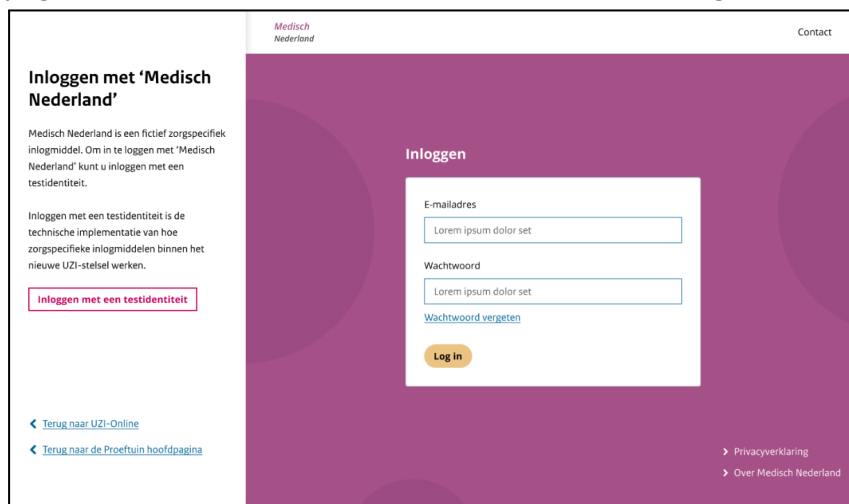 Medisch
Nederland
Contact
Inloggen met ‘Medisch
Nederland’
Medisch Nederland is een fictief zorgspecifiek
inlogmiddel. Om in te loggen met ‘Medisch
Nederland’ kunt u inloggen met een
testidentiteit.
Inloggen met een testidentiteit is de
technische implementatie van hoe
zorgspecifieke inlogmiddelen binnen het
nieuwe UZI-stelsel werken.
Inloggen met een testidentiteit
Terug naar UZI-Online
Terug naar de Proeftuin hoofdpagina
Inloggen
E-mailadres
Lorem ipsum dolor set
Wachtwoord
Lorem ipsum dolor set
Wachtwoord vergeten
Log in
Privacyverklaring
Over Medisch Nederland